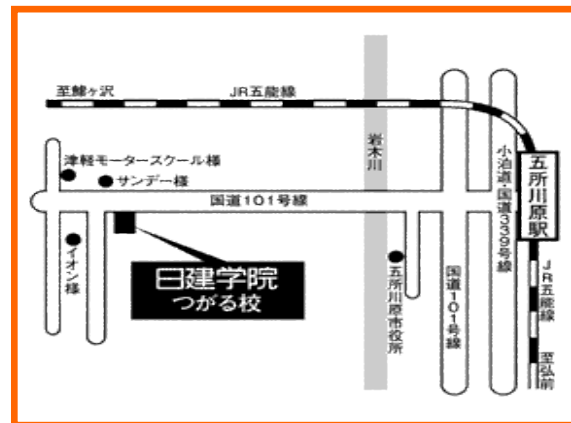 至鰺ヶ沢
JR五能線
津軽モータースクール様
サンデー様
国道101号線
岩木川
小泊道・国道339号線
五所川原駅
イオン様
日建学院
つがる校
五所川原市役所
国道101号線
JR五能線
至弘前